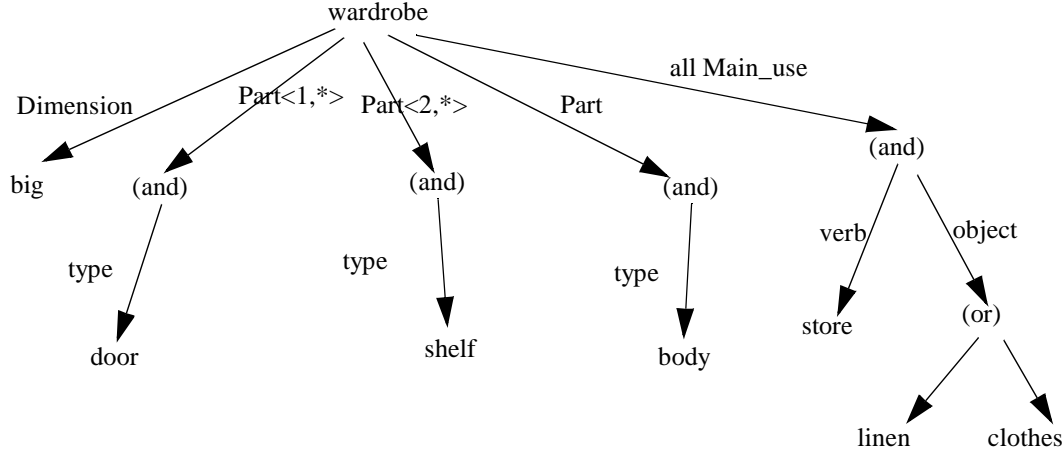 wardrobe
all Main_use
Dimension
Part<1,*>
Part<2,*>
Part
(and)
big
(and)
(and)
(and)
verb
object
type
type
type
store
(or)
door
shelf
body
linen
clothes